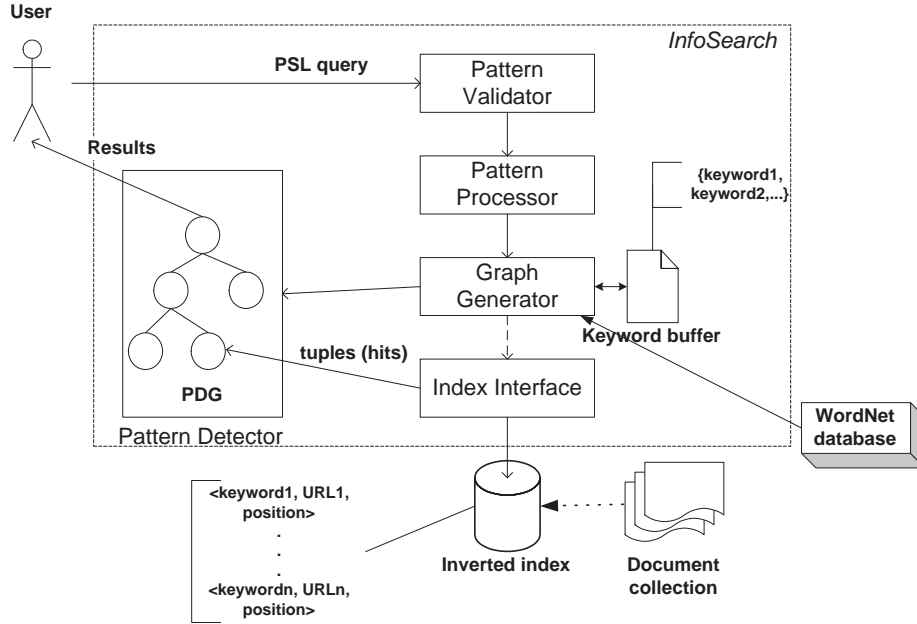 User
InfoSearch
PSL query
Pattern
Validator
Results
Pattern
Processor
{keyword1,
keyword2,...}
Graph
Generator
Keyword buffer
tuples (hits)
Index Interface
PDG
Pattern Detector
WordNet
database
<keyword1, URL1,
position>
.
.
.
<keywordn, URLn,
position>
Inverted index
Document
collection